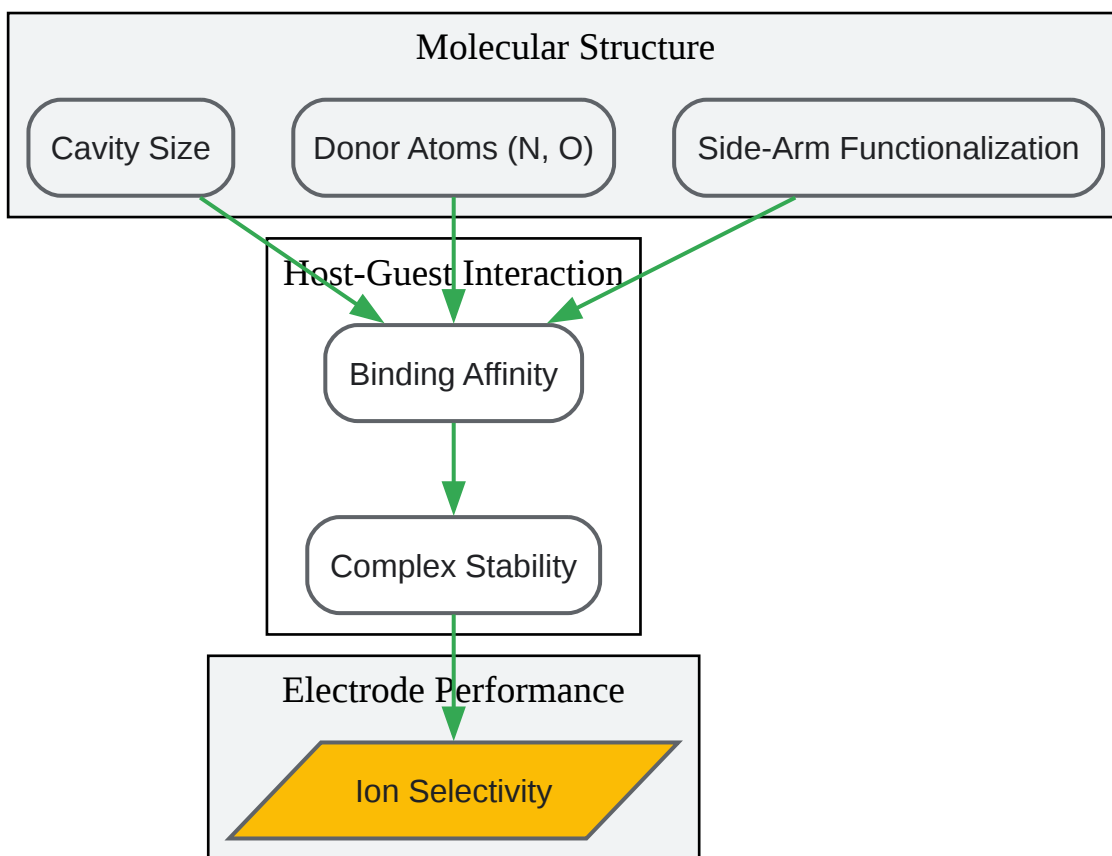 Molecular Structure
Cavity Size
Donor Atoms (N, O)
Side-Arm Functionalization
Host-Guest Interaction
Binding Affinity
Complex Stability
Electrode Performance
Ion Selectivity